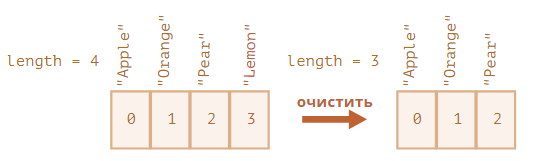 length = 4
"Apple"
"Orange"
"Pear"
"Lemon"
0 1 2 3
очистить
length = 3
"Apple"
"Orange"
"Pear"
0 1 2